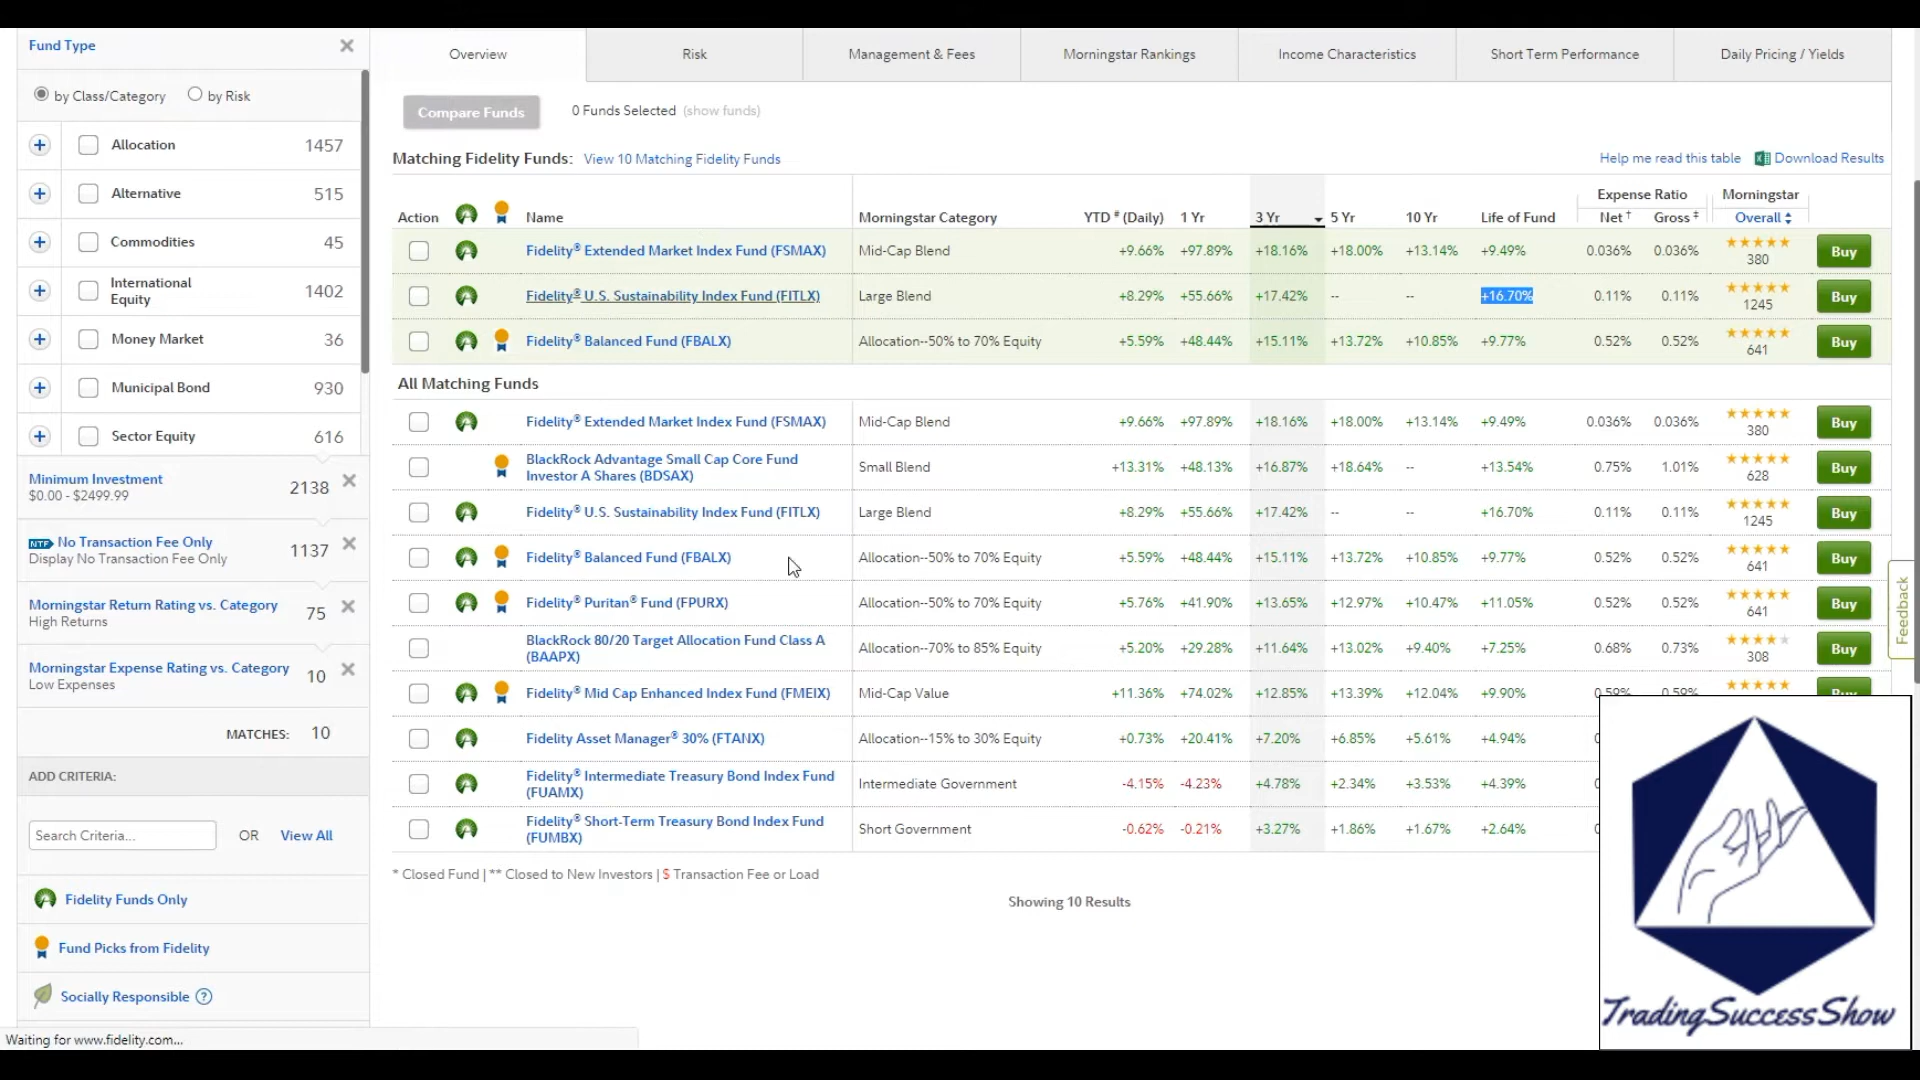 Fund Type
by Class/Category by Risk
Allocation 1457
Alternative 515
Commodities 45
International
Equity 1402
Money Market 36
Municipal Bond 930
Sector Equity 616
Minimum Investment
$0.00 - $2499.99 2138
NTF No Transaction Fee Only
Display No Transaction Fee Only 1137
Morningstar Return Rating vs. Category
High Returns 75
Morningstar Expense Rating vs. Category
Low Expenses 10
MATCHES: 10
ADD CRITERIA:
Search Criteria... OR View All
Fidelity Funds Only
Fund Picks from Fidelity
Socially Responsible ?
Waiting for www.fidelity.com...
Overview Risk Management & Fees Morningstar Rankings Income Characteristics Short Term Performance Daily Pricing / Yields
Compare Funds 0 Funds Selected (show funds)
Matching Fidelity Funds: View 10 Matching Fidelity Funds Help me read this table Download Results
Expense Ratio Morningstar
Action Name Morningstar Category YTD # (Daily) 1 Yr 3 Yr 5 Yr 10 Yr Life of Fund Net † Gross ‡ Overall
Fidelity® Extended Market Index Fund (FSMAX) Mid-Cap Blend +9.66% +97.89% +18.16% +18.00% +13.14% +9.49% 0.036% 0.036% 380 Buy
Fidelity® U.S. Sustainability Index Fund (FITLX) Large Blend +8.29% +55.66% +17.42% -- -- +16.70% 0.11% 0.11% 1245 Buy
Fidelity® Balanced Fund (FBALX) Allocation--50% to 70% Equity +5.59% +48.44% +15.11% +13.72% +10.85% +9.77% 0.52% 0.52% 641 Buy
All Matching Funds
Fidelity® Extended Market Index Fund (FSMAX) Mid-Cap Blend +9.66% +97.89% +18.16% +18.00% +13.14% +9.49% 0.036% 0.036% 380 Buy
BlackRock Advantage Small Cap Core Fund
Investor A Shares (BDSAX) Small Blend +13.31% +48.13% +16.87% +18.64% -- +13.54% 0.75% 1.01% 628 Buy
Fidelity® U.S. Sustainability Index Fund (FITLX) Large Blend +8.29% +55.66% +17.42% -- -- +16.70% 0.11% 0.11% 1245 Buy
Fidelity® Balanced Fund (FBALX) Allocation--50% to 70% Equity +5.59% +48.44% +15.11% +13.72% +10.85% +9.77% 0.52% 0.52% 641 Buy
Fidelity® Puritan® Fund (FPURX) Allocation--50% to 70% Equity +5.76% +41.90% +13.65% +12.97% +10.47% +11.05% 0.52% 0.52% 641 Buy
BlackRock 80/20 Target Allocation Fund Class A
(BAAPX) Allocation--70% to 85% Equity +5.20% +29.28% +11.64% +13.02% +9.40% +7.25% 0.68% 0.73% 308 Buy
Fidelity® Mid Cap Enhanced Index Fund (FMEIX) Mid-Cap Value +11.36% +74.02% +12.85% +13.39% +12.04% +9.90% 0.59% 0.59% Buy
Fidelity Asset Manager® 30% (FTANX) Allocation--15% to 30% Equity +0.73% +20.41% +7.20% +6.85% +5.61% +4.94%
Fidelity® Intermediate Treasury Bond Index Fund
(FUAMX) Intermediate Government -4.15% -4.23% +4.78% +2.34% +3.53% +4.39%
Fidelity® Short-Term Treasury Bond Index Fund
(FUMBX) Short Government -0.62% -0.21% +3.27% +1.86% +1.67% +2.64%
* Closed Fund | ** Closed to New Investors | $ Transaction Fee or Load
Showing 10 Results
Feedback
TradingSuccessShow